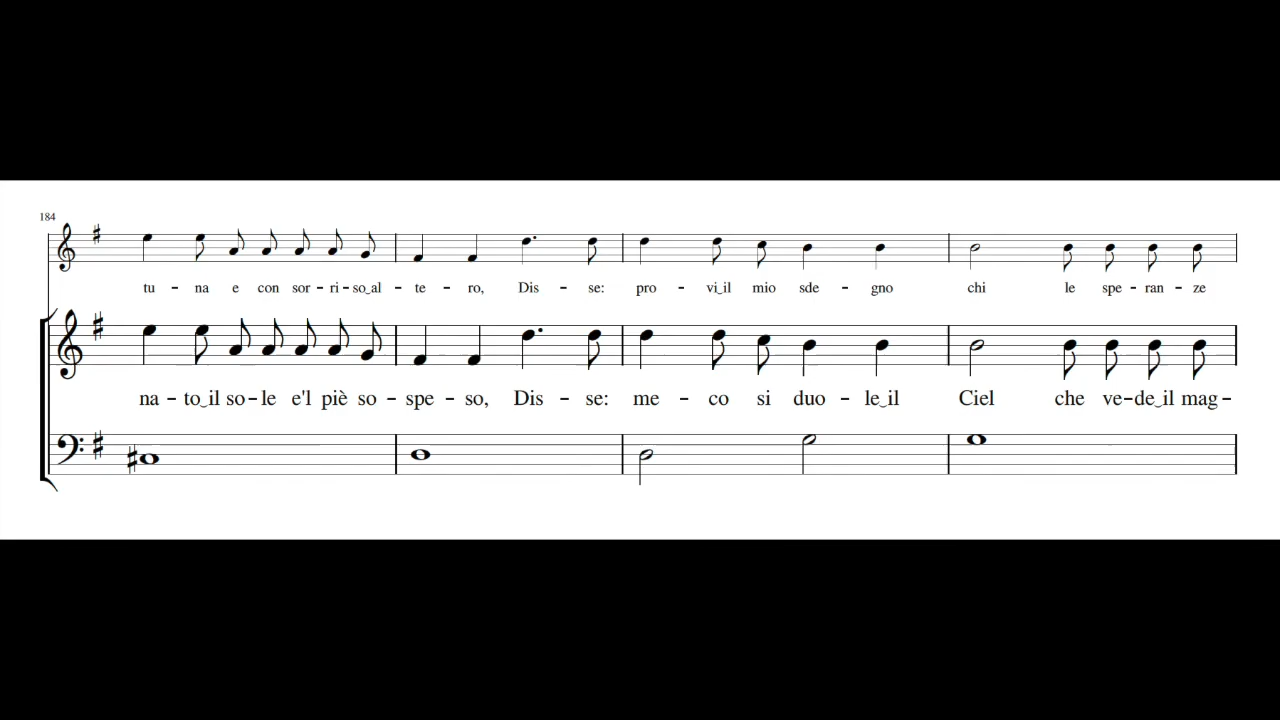 184
tu - na e con sor - ri - so‿al - te - ro, Dis - se: pro - vi‿il mio sde - gno chi le spe - ran - ze
na - to‿il so - le e'l piè so - spe - so, Dis - se: me - co si duo - le‿il Ciel che ve - de‿il mag -